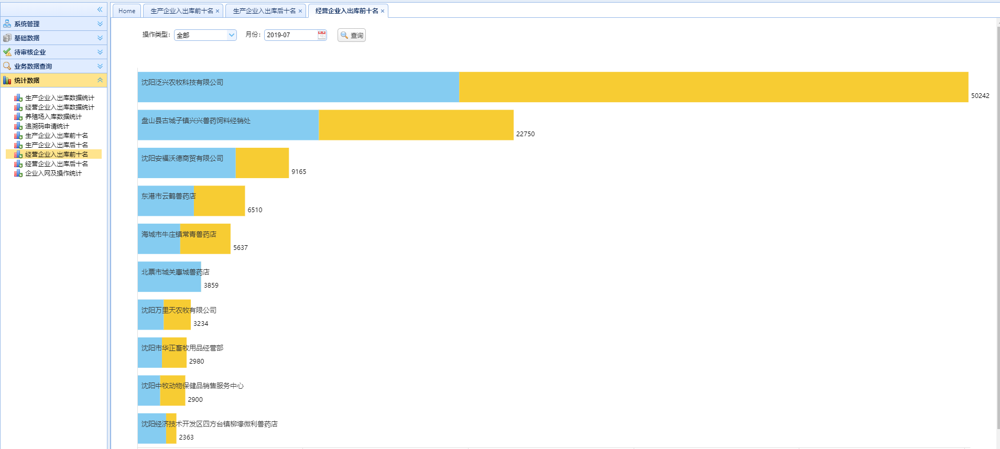 Home
生产企业入出库前十名
生产企业入出库后十名
经营企业入出库前十名
系统管理
基础数据
待审核企业
业务数据查询
统计数据
生产企业入出库数据统计
经营企业入出库数据统计
养殖场入库数据统计
追溯码申请统计
生产企业入出库前十名
生产企业入出库后十名
经营企业入出库前十名
经营企业入出库后十名
企业入网及操作统计
操作类型: 全部 月份: 2019-07 查询
沈阳泛兴农牧科技有限公司
50242
盘山县古城子镇兴兴兽药饲料经销处
22750
沈阳安福沃德商贸有限公司
9165
东港市云鹤兽药店
6510
海城市牛庄镇常青兽药店
5637
北票市城关惠城兽药店
3859
沈阳万里天农牧有限公司
3234
沈阳市华正畜牧用品经营部
2980
沈阳中牧动物保健品销售服务中心
2900
沈阳经济技术开发区四方台镇柳壕微利兽药店
2363